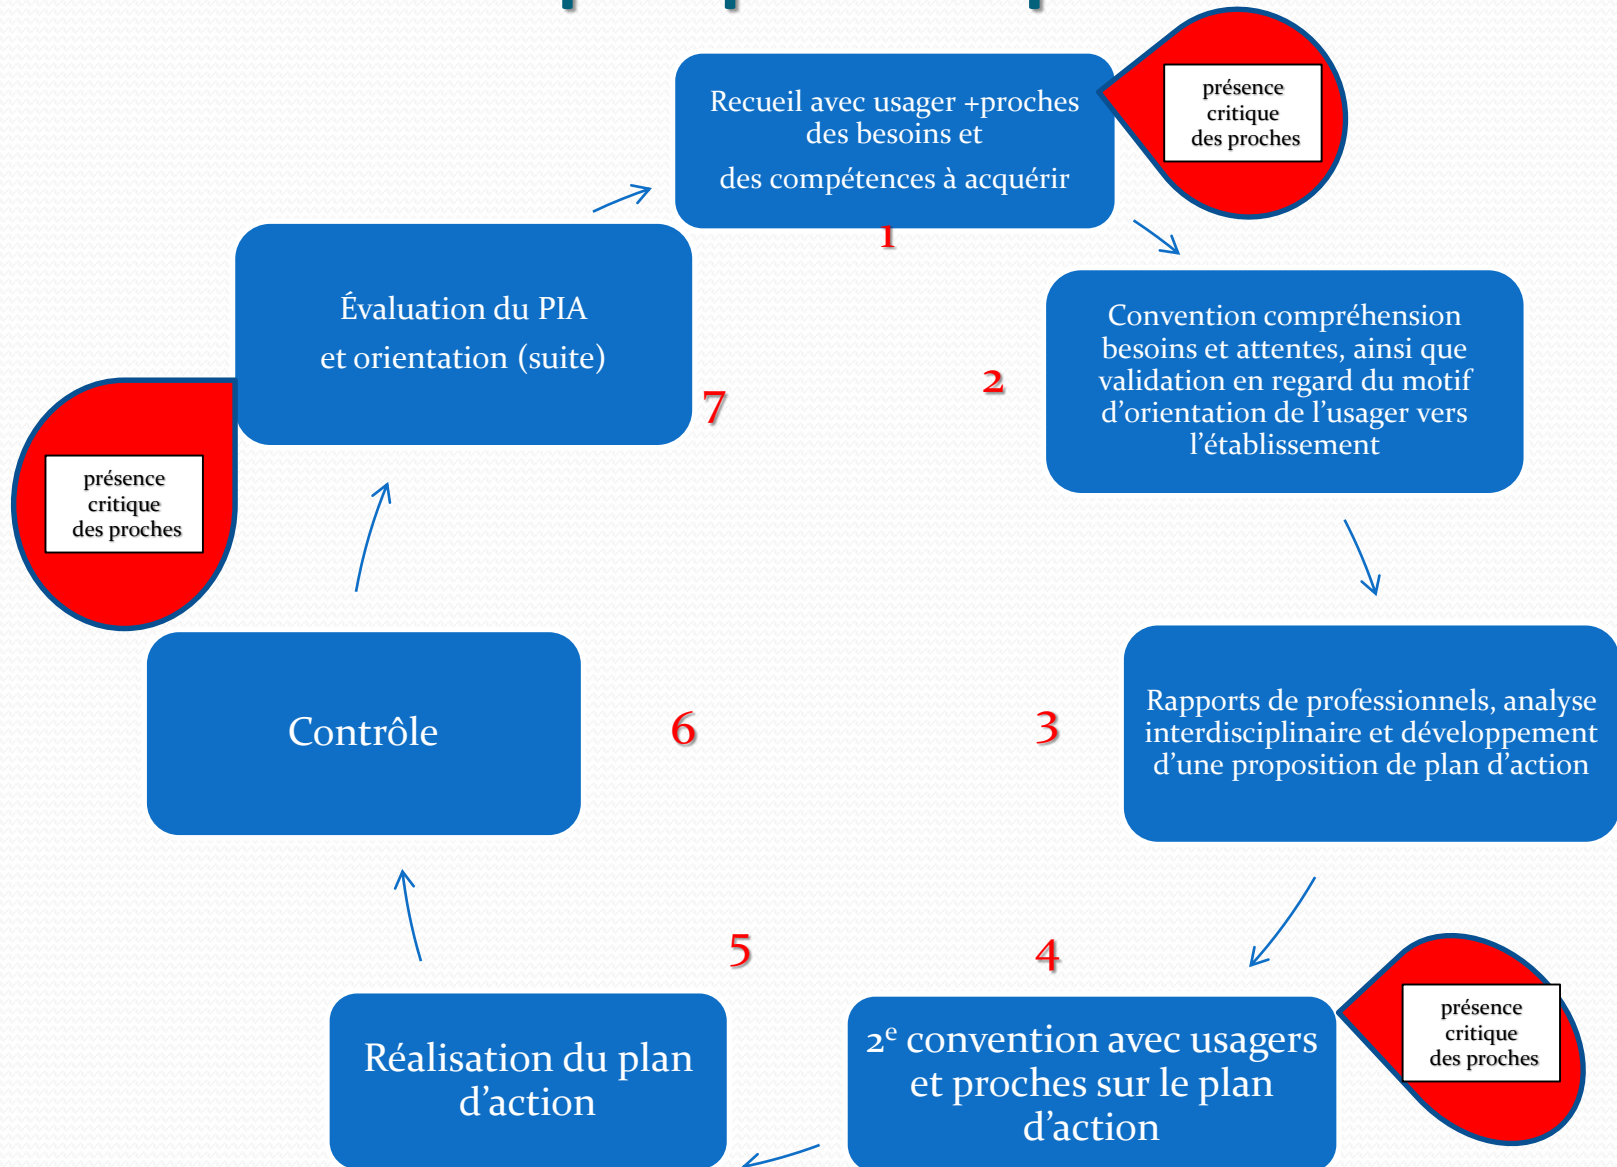 Recueil avec usager +proches
des besoins et
des compétences à acquérir
1
présence
critique
des proches
Convention compréhension
besoins et attentes, ainsi que
validation en regard du motif
d’orientation de l’usager vers
l’établissement
2
Rapports de professionnels, analyse
interdisciplinaire et développement
d’une proposition de plan d’action
3
2e convention avec usagers
et proches sur le plan
d’action
4
présence
critique
des proches
Réalisation du plan
d’action
5
Contrôle
6
Évaluation du PIA
et orientation (suite)
7
présence
critique
des proches